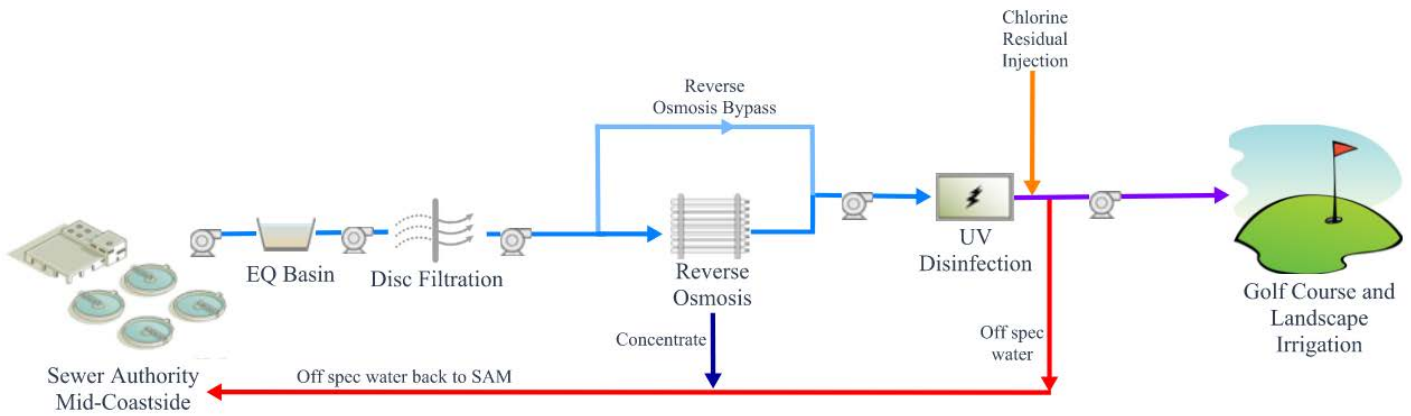 Chlorine
Residual
Injection
Reverse
Osmosis Bypass
EQ Basin
Disc Filtration
Reverse
Osmosis
UV
Disinfection
Golf Course and
Landscape
Irrigation
Concentrate
Off spec
water
Sewer Authority
Mid-Coastside
Off spec water back to SAM